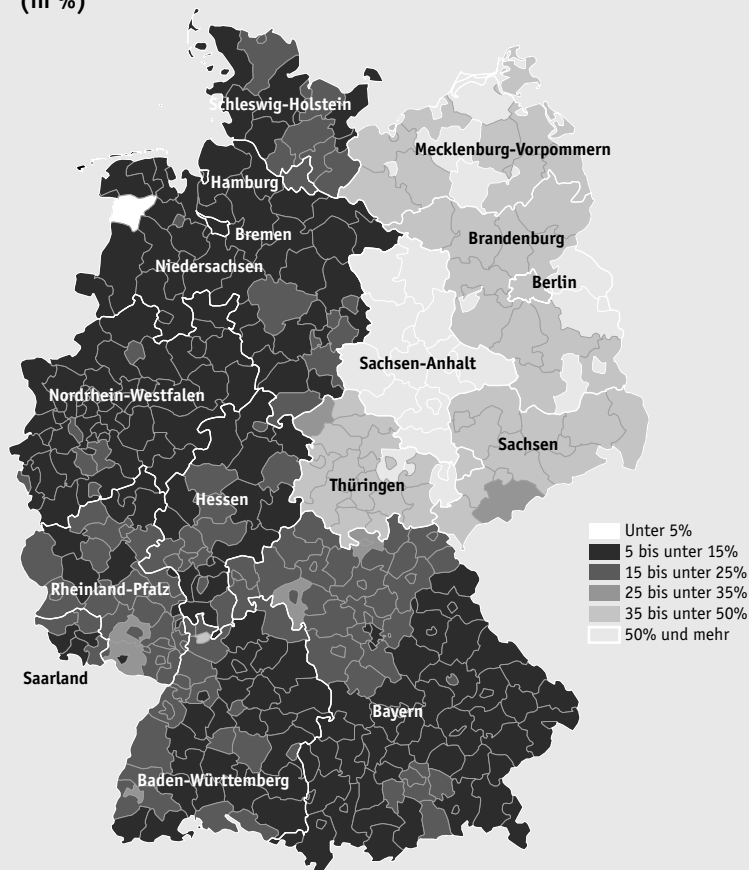 (in %)
Schleswig-Holstein
Mecklenburg-Vorpommern
Hamburg
Bremen
Brandenburg
Niedersachsen
Berlin
Sachsen-Anhalt
Nordrhein-Westfalen
Sachsen
Thüringen
Hessen
Unter 5%
5 bis unter 15%
15 bis unter 25%
25 bis unter 35%
35 bis unter 50%
50% und mehr
Rheinland-Pfalz
Saarland
Bayern
Baden-Württemberg